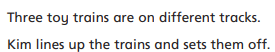 Three toy trains are on different tracks.
Kim lines up the trains and sets them off.